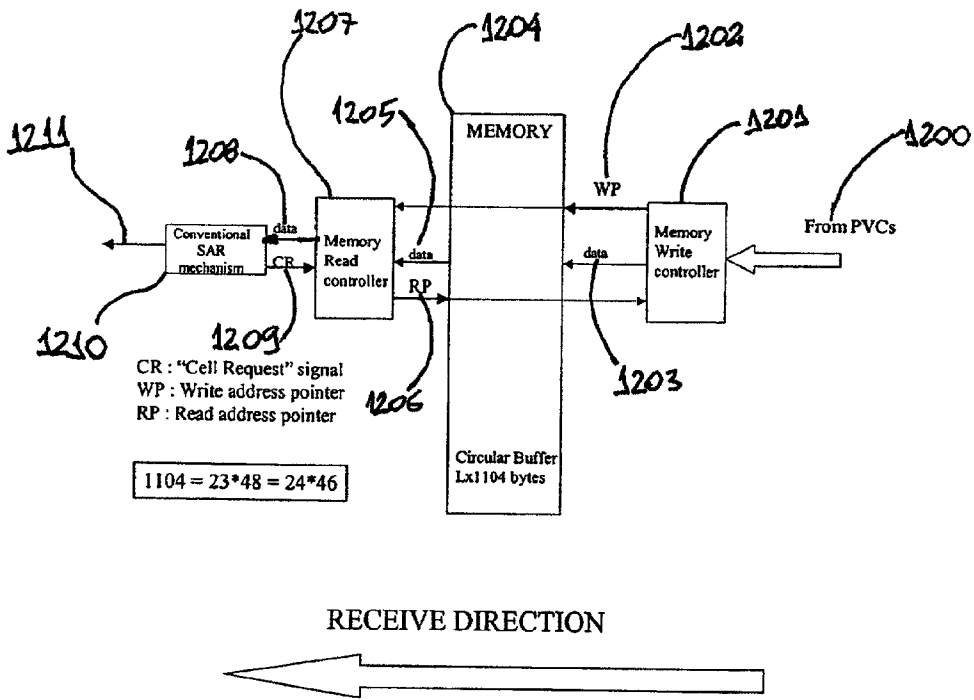 1207
1204
1202
1205
1201
1211
1208
1200
MEMORY
WP
From PVCs
data
Conventional
SAR
mechanism
Memory
Read
controller
data
data
Memory
Write
controller
CR
RP
1210
1209
1206
1203
CR : "Cell Request" signal
WP : Write address pointer
RP : Read address pointer
Circular Buffer
Lx1104 bytes
1104 = 23*48 = 24*46
RECEIVE DIRECTION